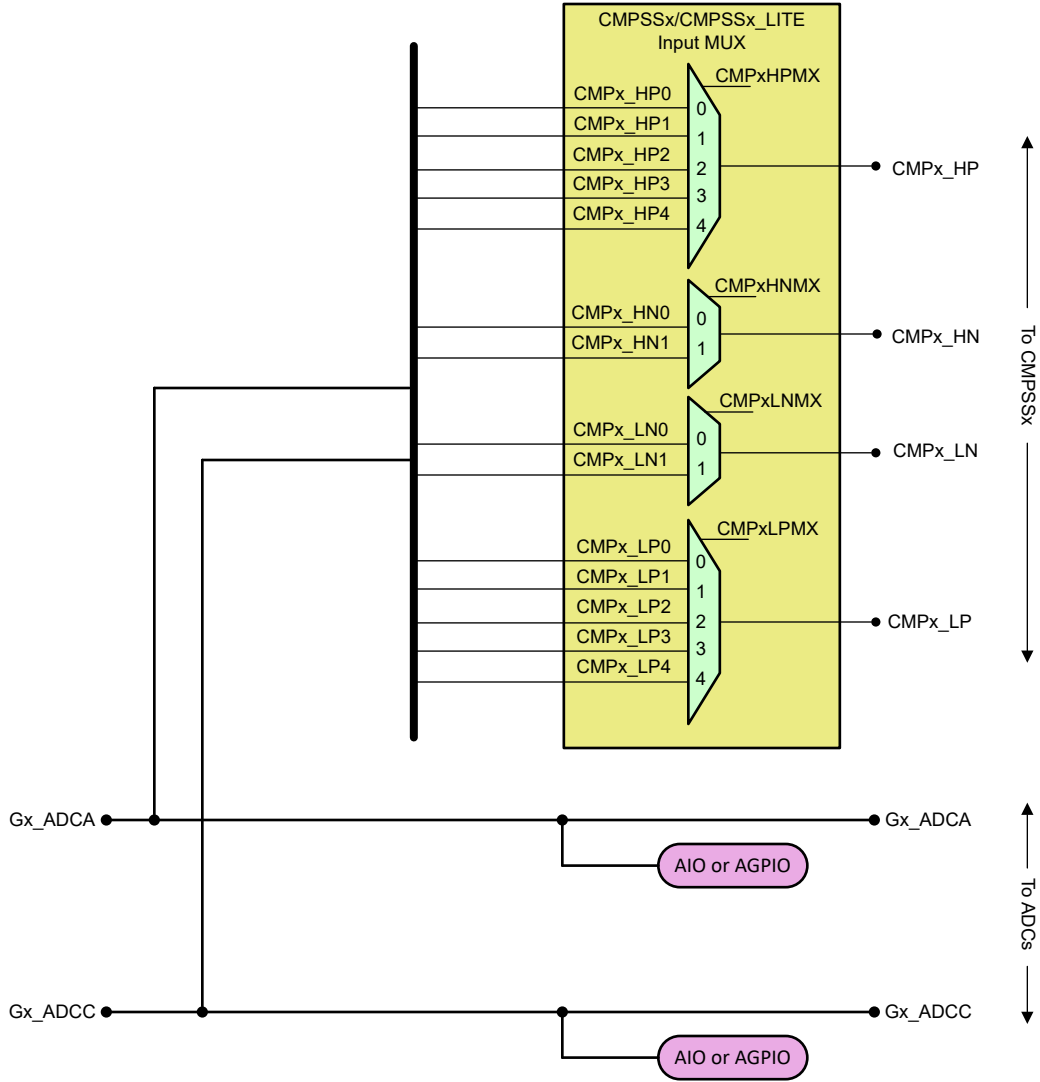 CMPSSx/CMPSSx_LITE
Input MUX
CMPxHPMX
CMPx_HP0
0
CMPx_HP1
1
CMPx_HP2
2
CMPx_HP3
3
CMPx_HP4
4
CMPx_HP
CMPxHNMX
CMPx_HN0
0
CMPx_HN1
1
CMPx_HN
CMPxLNMX
CMPx_LN0
0
CMPx_LN1
1
CMPx_LN
CMPxLPMX
CMPx_LP0
0
CMPx_LP1
1
CMPx_LP2
2
CMPx_LP3
3
CMPx_LP4
4
CMPx_LP
To CMPSSx
Gx_ADCA
Gx_ADCA
AIO or AGPIO
To ADCs
Gx_ADCC
Gx_ADCC
AIO or AGPIO